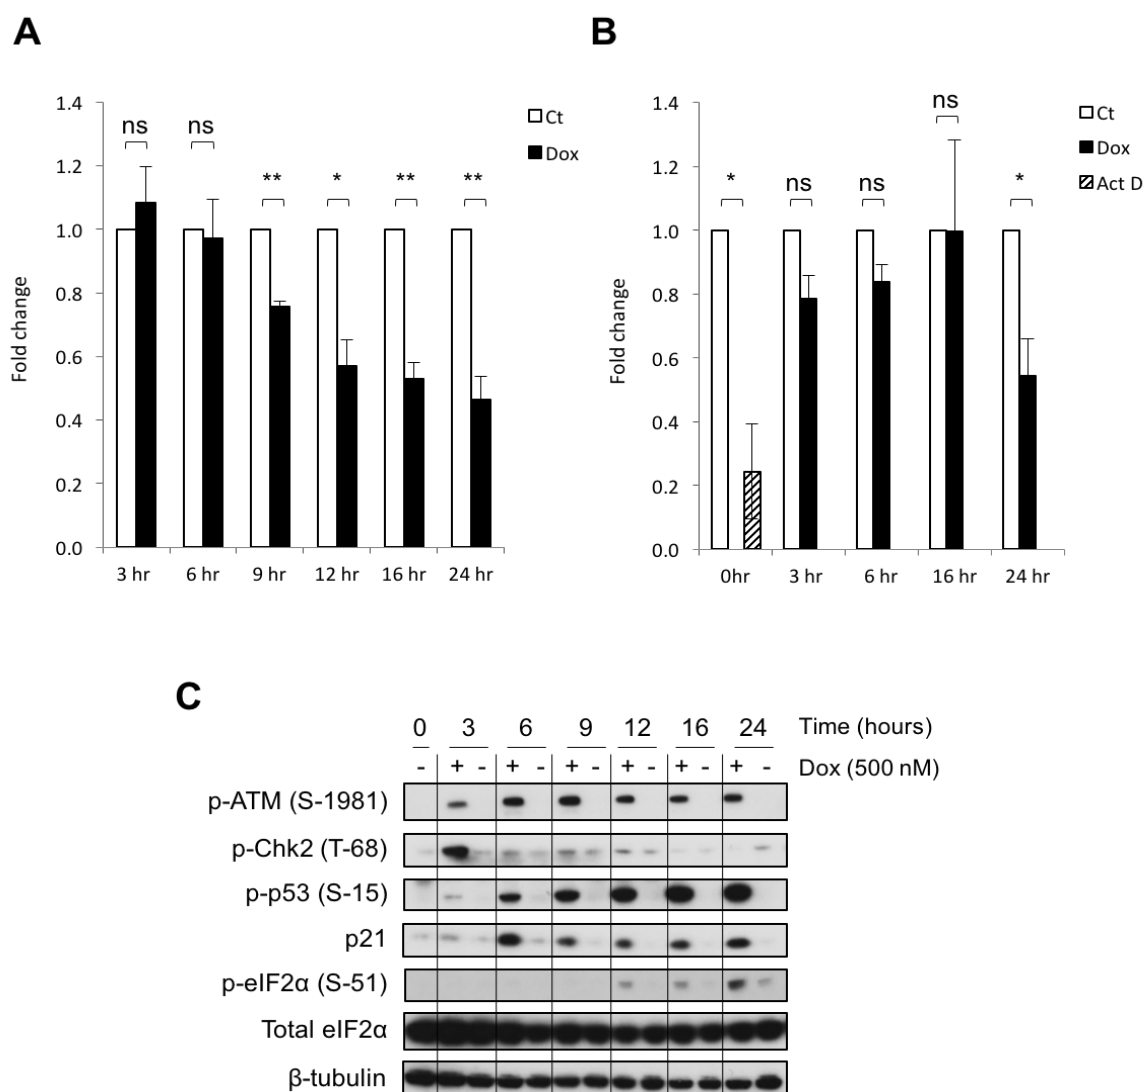 A
1.4
1.2
1.0
0.8
0.6
0.4
0.2
0.0
Fold change
ns
ns
**
*
**
**
Ct
Dox
3 hr
6 hr
9 hr
12 hr
16 hr
24 hr
B
1.4
1.2
1.0
0.8
0.6
0.4
0.2
0.0
Fold change
*
ns
ns
ns
*
Ct
Dox
Act D
0hr
3 hr
6 hr
16 hr
24 hr
C
0 3 6 9 12 16 24 Time (hours)
- + - + - + - + - + - + - Dox (500 nM)
p-ATM (S-1981)
p-Chk2 (T-68)
p-p53 (S-15)
p21
p-eIF2α (S-51)
Total eIF2α
β-tubulin